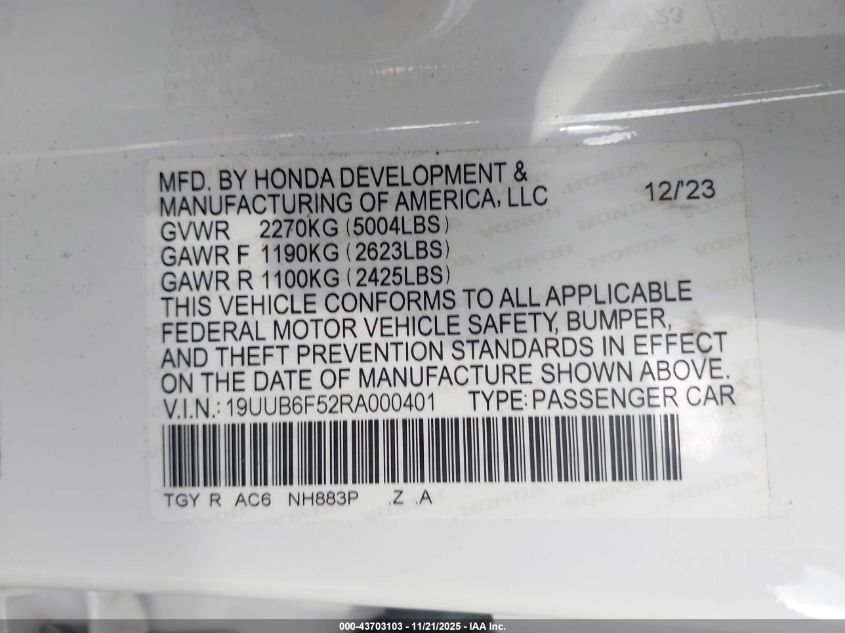 MFD. BY HONDA DEVELOPMENT &
MANUFACTURING OF AMERICA, LLC 12/'23
GVWR 2270KG (5004LBS)
GAWR F 1190KG (2623LBS)
GAWR R 1100KG (2425LBS)
THIS VEHICLE CONFORMS TO ALL APPLICABLE
FEDERAL MOTOR VEHICLE SAFETY, BUMPER,
AND THEFT PREVENTION STANDARDS IN EFFECT
ON THE DATE OF MANUFACTURE SHOWN ABOVE.
V.I.N.: 19UUB6F52RA000401 TYPE: PASSENGER CAR
TGY R AC6 NH883P .Z .A
000-43703103 - 11/21/2025 - IAA Inc.